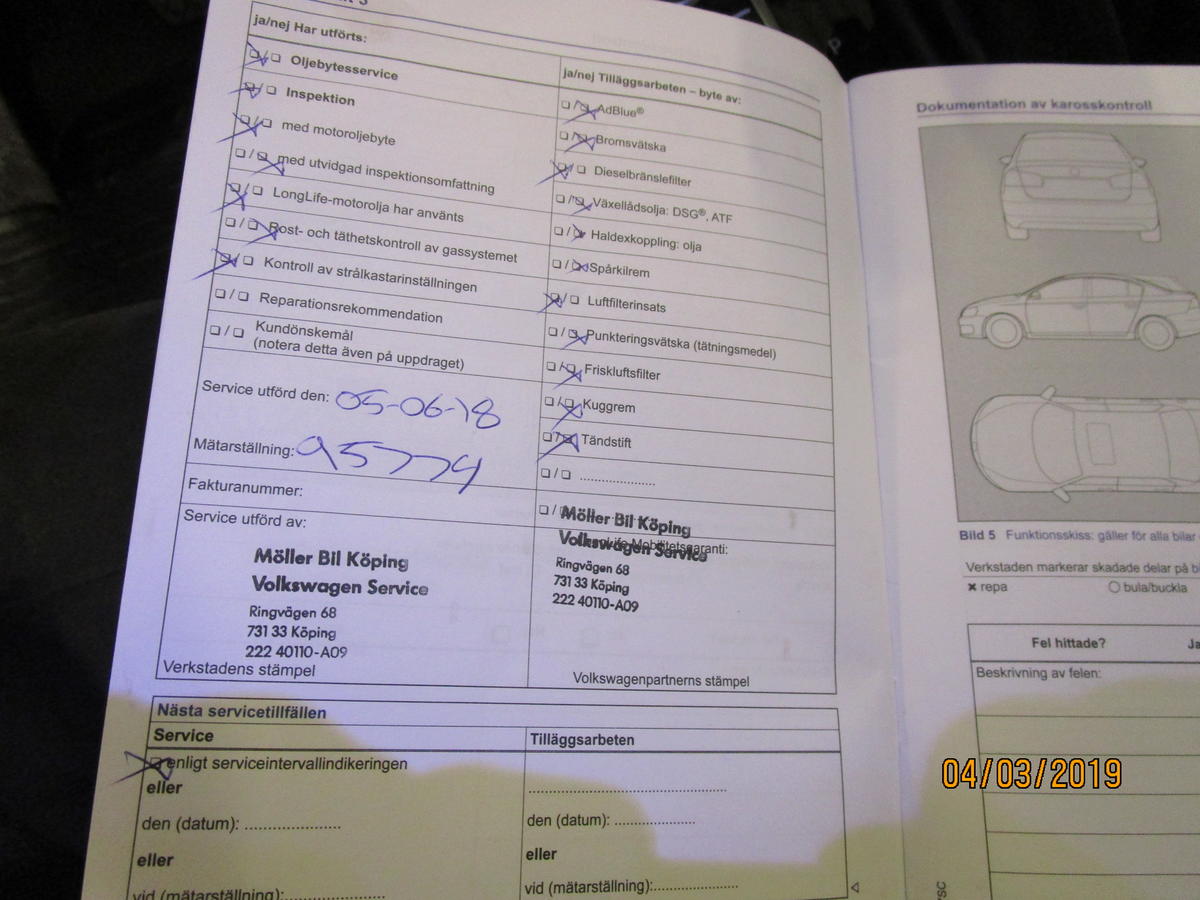 ja/nej Har utförts:
Oljebytesservice
Inspektion
med motoroljebyte
med utvidgad inspektionsomfattning
LongLife-motorolja har använts
Rost- och täthetskontroll av gassystemet
Kontroll av strålkastarinställningen
Reparationsrekommendation
Kundönskemål
(notera detta även på uppdraget)
Service utförd den: 05-06-18
Mätarställning: 95774
Fakturanummer:
Service utförd av:
Möller Bil Köping
Volkswagen Service
Ringvägen 68
731 33 Köping
222 40110-A09
Verkstadens stämpel
ja/nej Tilläggsarbeten – byte av:
AdBlue®
Bromsvätska
Dieselbränslefilter
Växellådsolja: DSG®, ATF
Haldexkoppling: olja
Spårkilrem
Luftfilterinsats
Punkteringsvätska (tätningsmedel)
Friskluftsfilter
Kuggrem
Tändstift
Möller Bil Köping
Volkswagen Service
Mobilitetsgaranti:
Ringvägen 68
731 33 Köping
222 40110-A09
Volkswagenpartnerns stämpel
Nästa servicetillfällen
Service
enligt serviceintervallindikeringen
eller
den (datum): .....................
eller
vid (mätarställning):......................
Tilläggsarbeten
...........................................
den (datum): .................
eller
vid (mätarställning):..................
Dokumentation av karosskontroll
Bild 5 Funktionsskiss: gäller för alla bilar
Verkstaden markerar skadade delar på
repa
bula/buckla
Fel hittade?
Ja
Beskrivning av felen:
04/03/2019